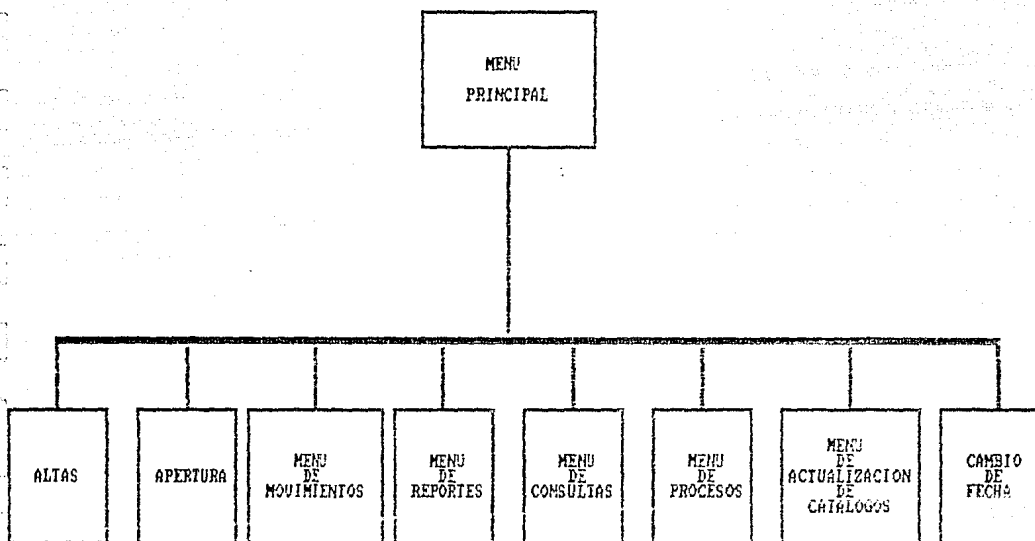 MENU
PRINCIPAL
ALTAS
APERTURA
MENU
DE
MOVIMIENTOS
MENU
DE
REPORTES
MENU
DE
CONSULTAS
MENU
DE
PROCESOS
MENU
DE
ACTUALIZACION
DE
CATALOGOS
CAMBIO
DE
FECHA